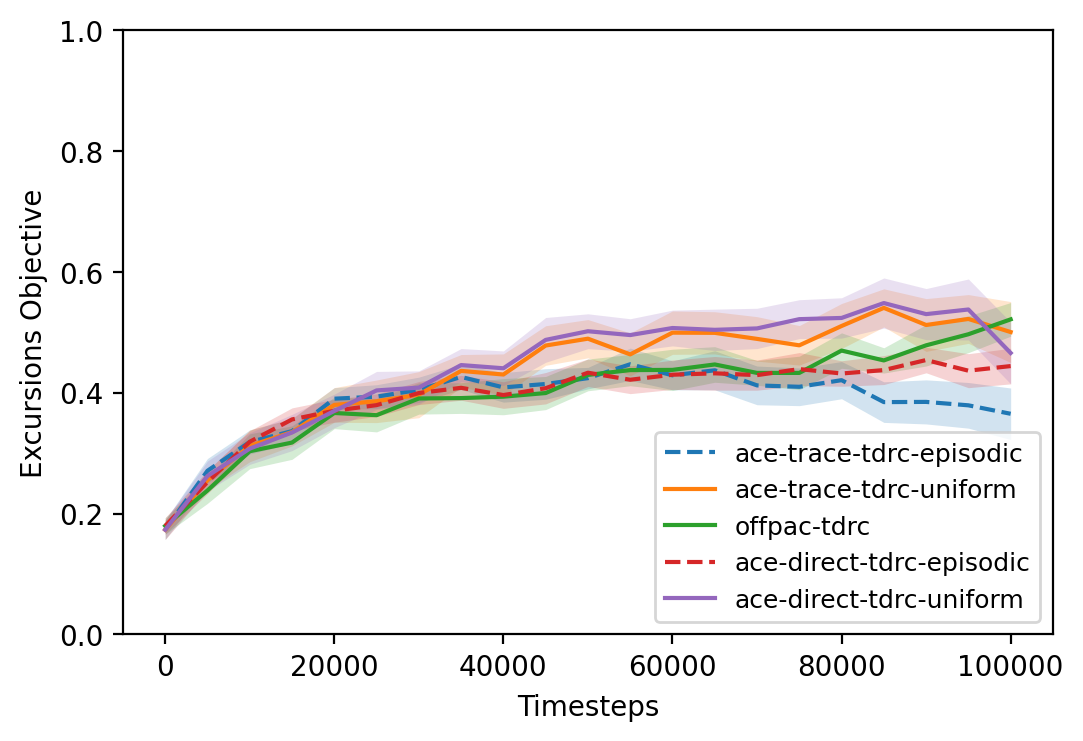 1.0
0.8
0.6
0.4
0.2
0.0
Excursions Objective
0 20000 40000 60000 80000 100000
Timesteps
ace-trace-tdrc-episodic
ace-trace-tdrc-uniform
offpac-tdrc
ace-direct-tdrc-episodic
ace-direct-tdrc-uniform